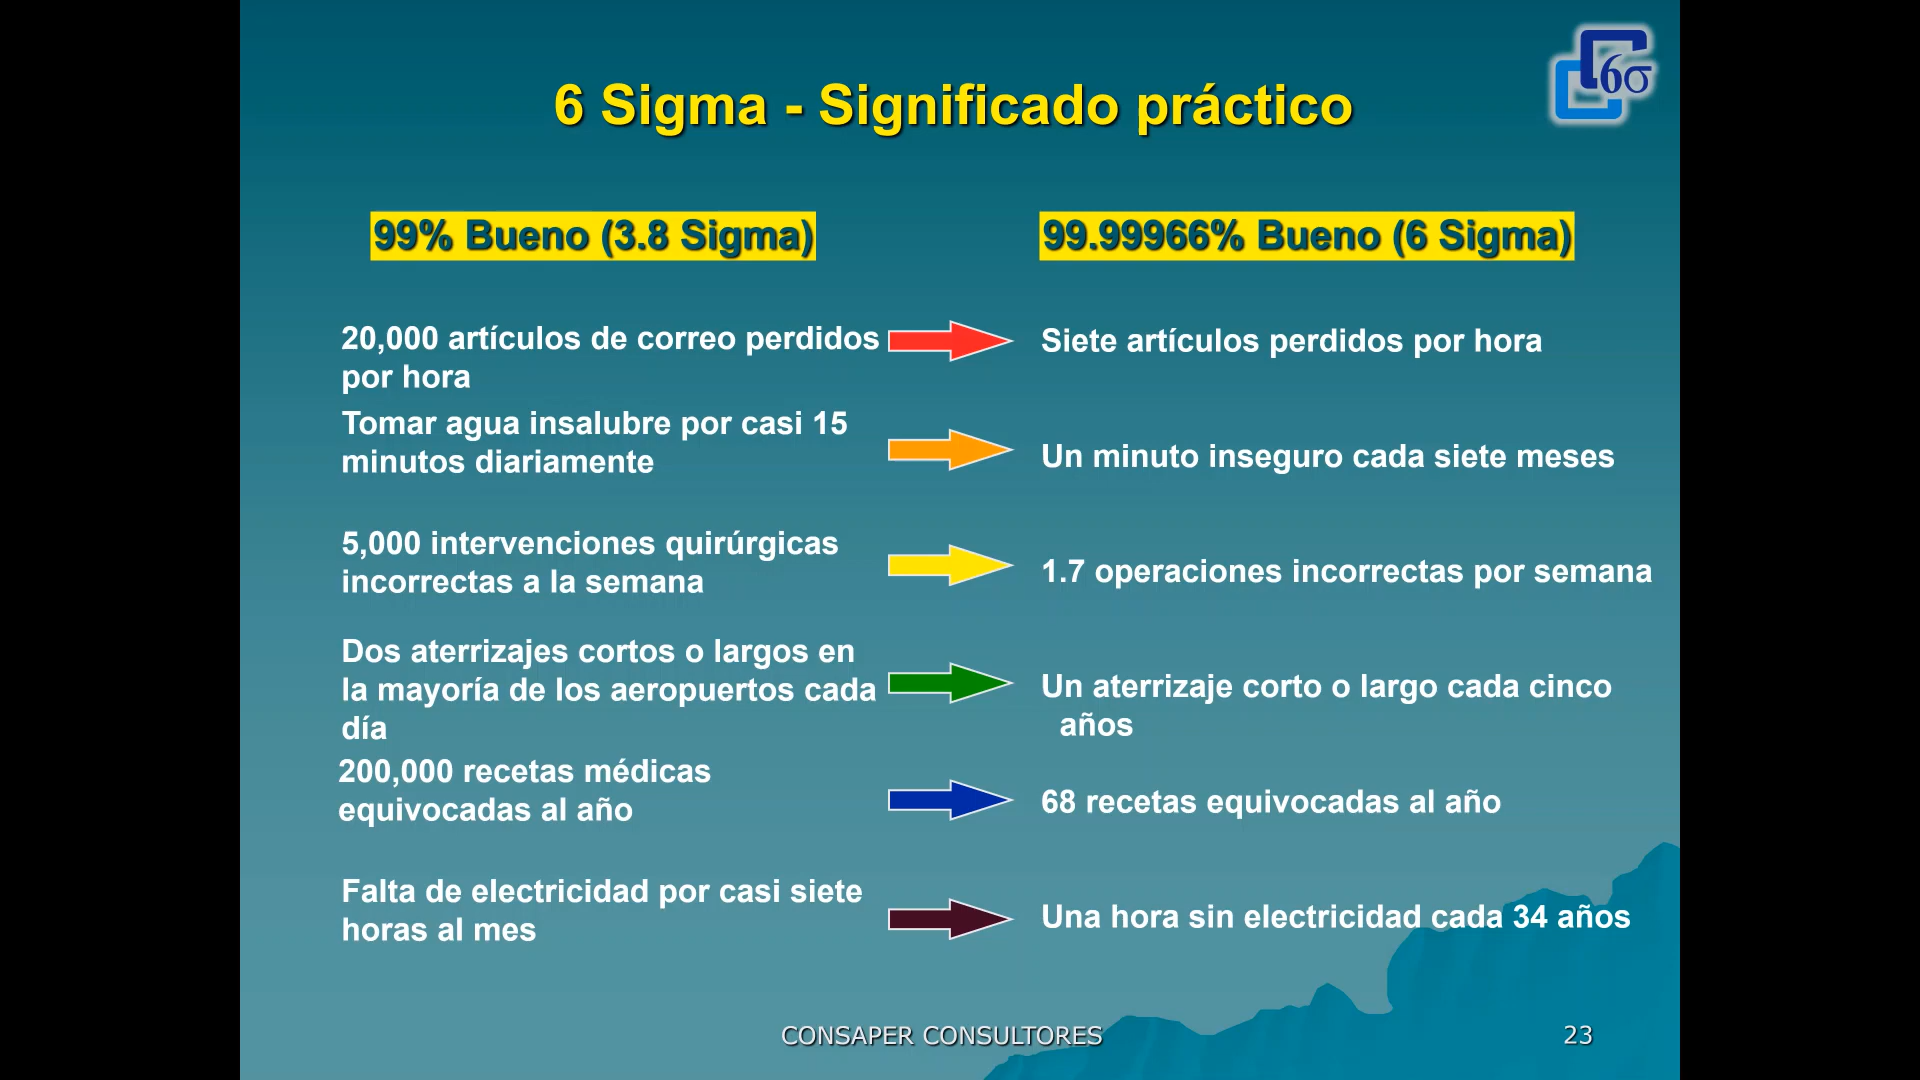 6σ
6 Sigma - Significado práctico
99% Bueno (3.8 Sigma)
99.99966% Bueno (6 Sigma)
20,000 artículos de correo perdidos
por hora
Siete artículos perdidos por hora
Tomar agua insalubre por casi 15
minutos diariamente
Un minuto inseguro cada siete meses
5,000 intervenciones quirúrgicas
incorrectas a la semana
1.7 operaciones incorrectas por semana
Dos aterrizajes cortos o largos en
la mayoría de los aeropuertos cada
día
Un aterrizaje corto o largo cada cinco
años
200,000 recetas médicas
equivocadas al año
68 recetas equivocadas al año
Falta de electricidad por casi siete
horas al mes
Una hora sin electricidad cada 34 años
CONSAPER CONSULTORES
23